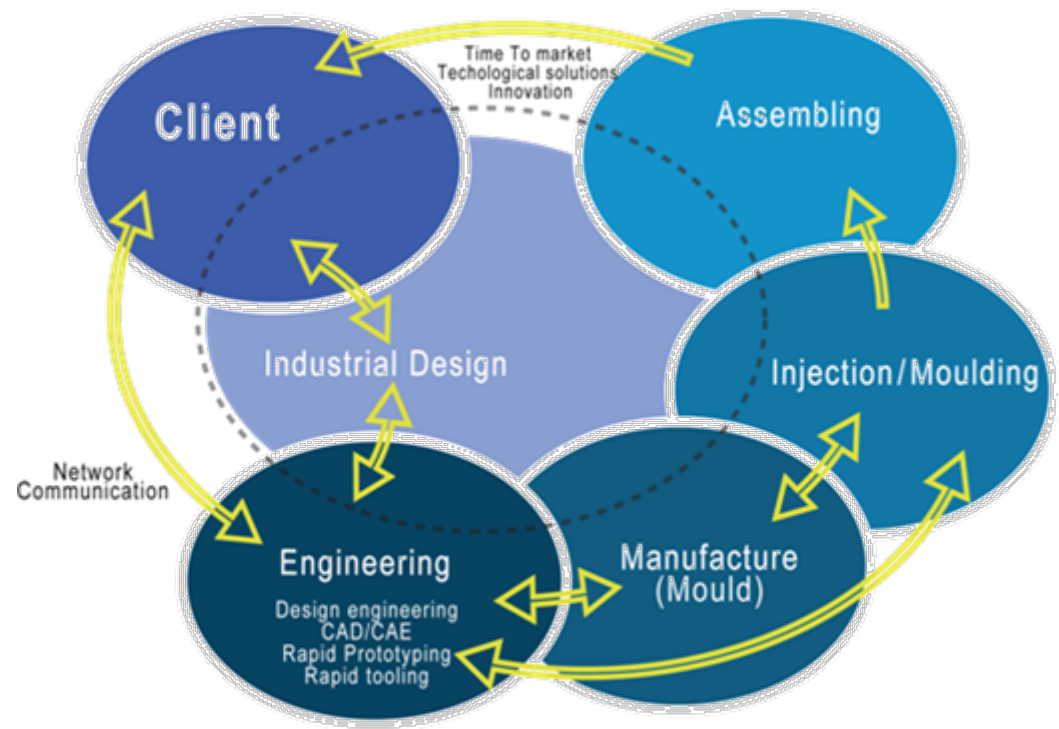 Time To market
Techological solutions
Innovation
Client
Assembling
Industrial Design
Injection/Moulding
Network
Communication
Engineering
Design engineering
CAD/CAE
Rapid Prototyping
Rapid tooling
Manufacture
(Mould)